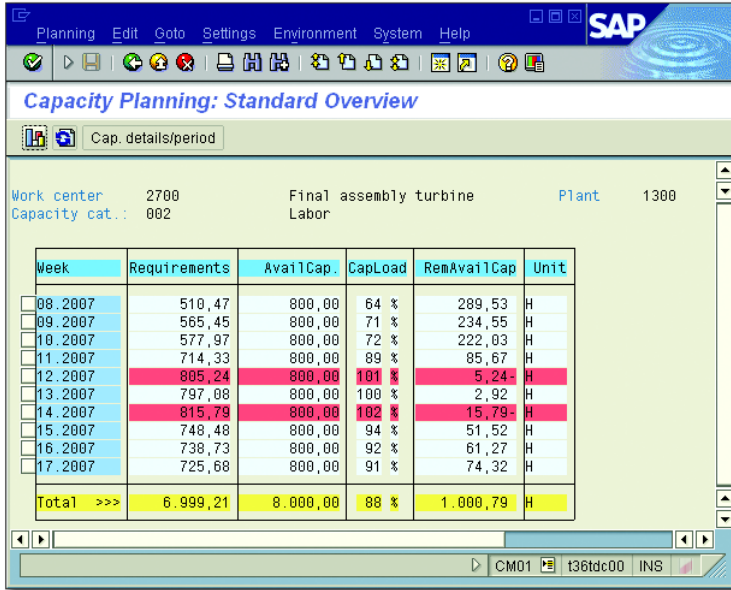 SAP
Planning Edit Goto Settings Environment System Help
Capacity Planning: Standard Overview
Cap. details/period
Work center 2700 Final assembly turbine Plant 1300
Capacity cat.: 002 Labor
Week Requirements AvailCap. CapLoad RemAvailCap Unit
08.2007 510,47 800,00 64 % 289,53 H
09.2007 565,45 800,00 71 % 234,55 H
10.2007 577,97 800,00 72 % 222,03 H
11.2007 714,33 800,00 89 % 85,67 H
12.2007 805,24 800,00 101 % 5,24- H
13.2007 797,08 800,00 100 % 2,92 H
14.2007 815,79 800,00 102 % 15,79- H
15.2007 748,48 800,00 94 % 51,52 H
16.2007 738,73 800,00 92 % 61,27 H
17.2007 725,68 800,00 91 % 74,32 H
Total >>> 6.999,21 8.000,00 88 % 1.000,79 H
CM01 t36tdc00 INS